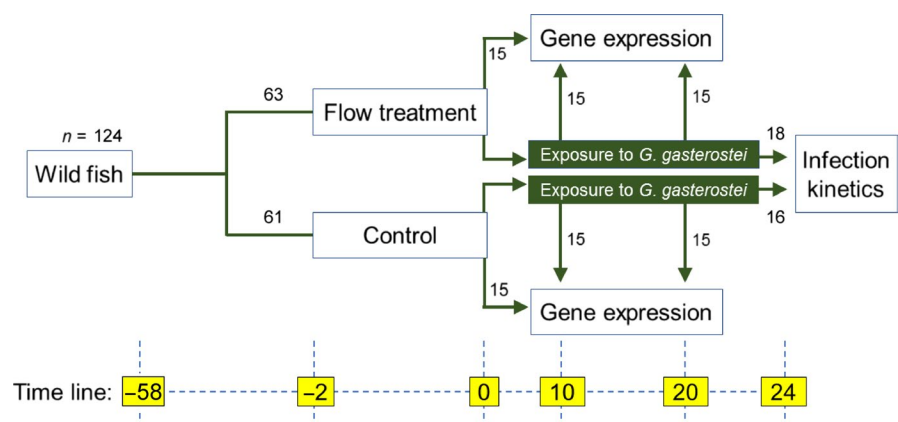 Gene expression
15
63
Flow treatment
15
15
n = 124
18
Wild fish
Exposure to G. gasterostei
Infection
kinetics
Exposure to G. gasterostei
61
16
Control
15
15
15
Gene expression
Time line:
–58
–2
0
10
20
24